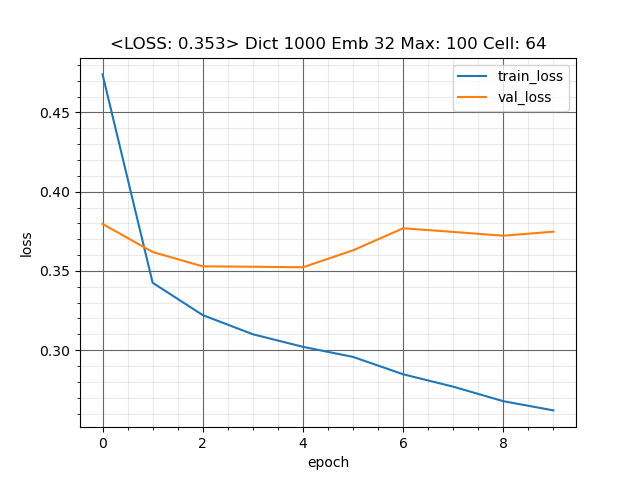 <LOSS: 0.353> Dict 1000 Emb 32 Max: 100 Cell: 64
train_loss
val_loss
0.45
0.40
0.35
0.30
loss
0 2 4 6 8
epoch